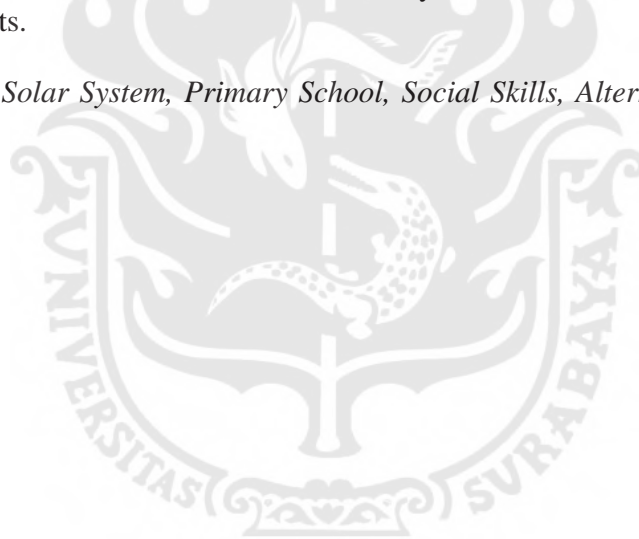 ts.
Solar System, Primary School, Social Skills, Alter
UNIVERSITAS SURABAYA